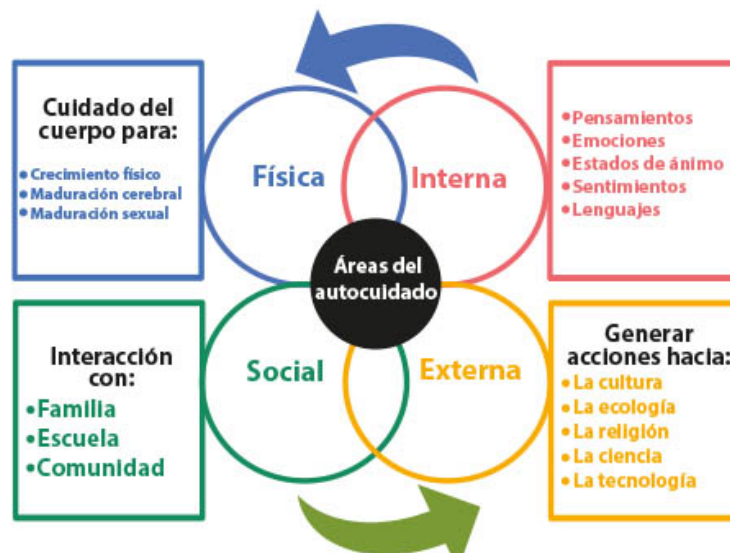 Cuidado del
cuerpo para:
• Crecimiento físico
• Maduración cerebral
• Maduración sexual
Física
Interna
• Pensamientos
• Emociones
• Estados de ánimo
• Sentimientos
• Lenguajes
Áreas del
autocuidado
Interacción
con:
• Familia
• Escuela
• Comunidad
Social
Externa
Generar
acciones hacia:
• La cultura
• La ecología
• La religión
• La ciencia
• La tecnología